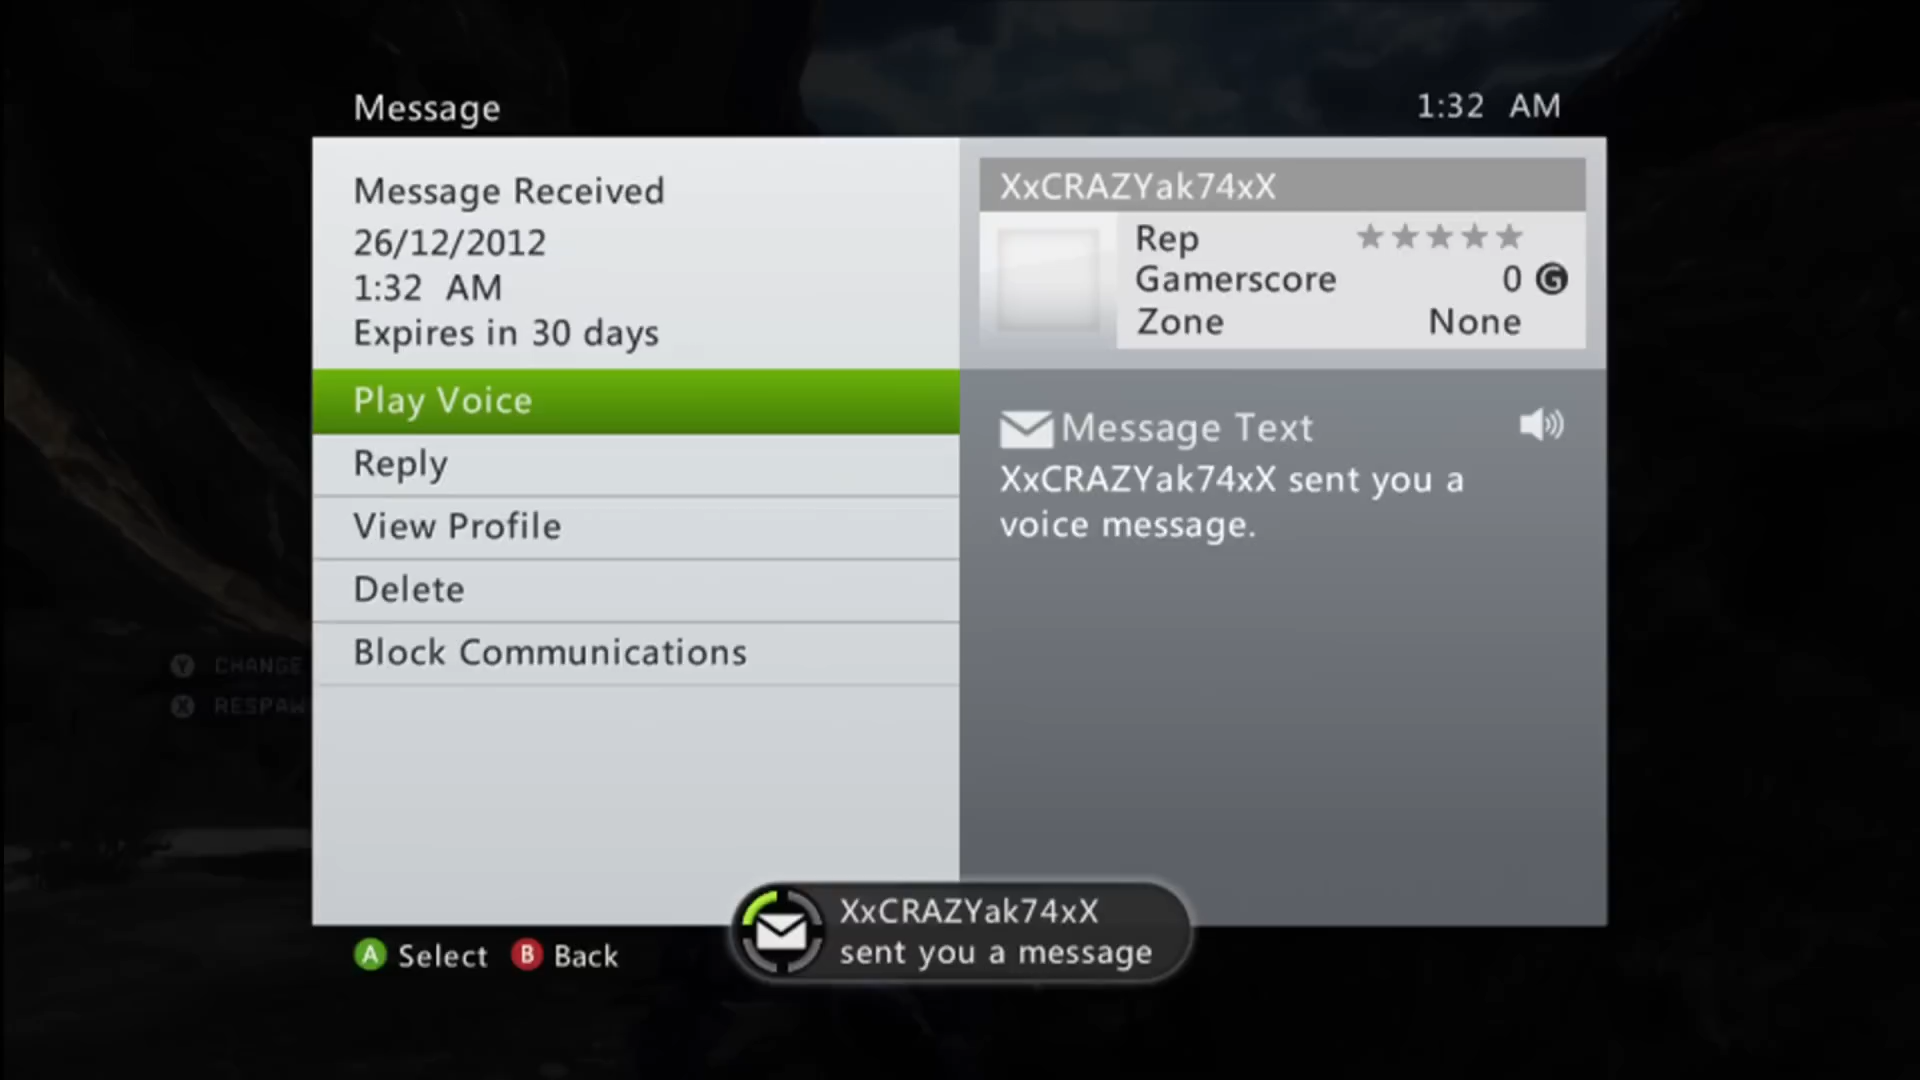 Message
1:32 AM
Message Received
26/12/2012
1:32 AM
Expires in 30 days
Play Voice
Reply
View Profile
Delete
Block Communications
XxCRAZYak74xX
Rep
Gamerscore 0 G
Zone None
Message Text
XxCRAZYak74xX sent you a
voice message.
Y CHANGE
X RESPAW
A Select B Back
XxCRAZYak74xX
sent you a message